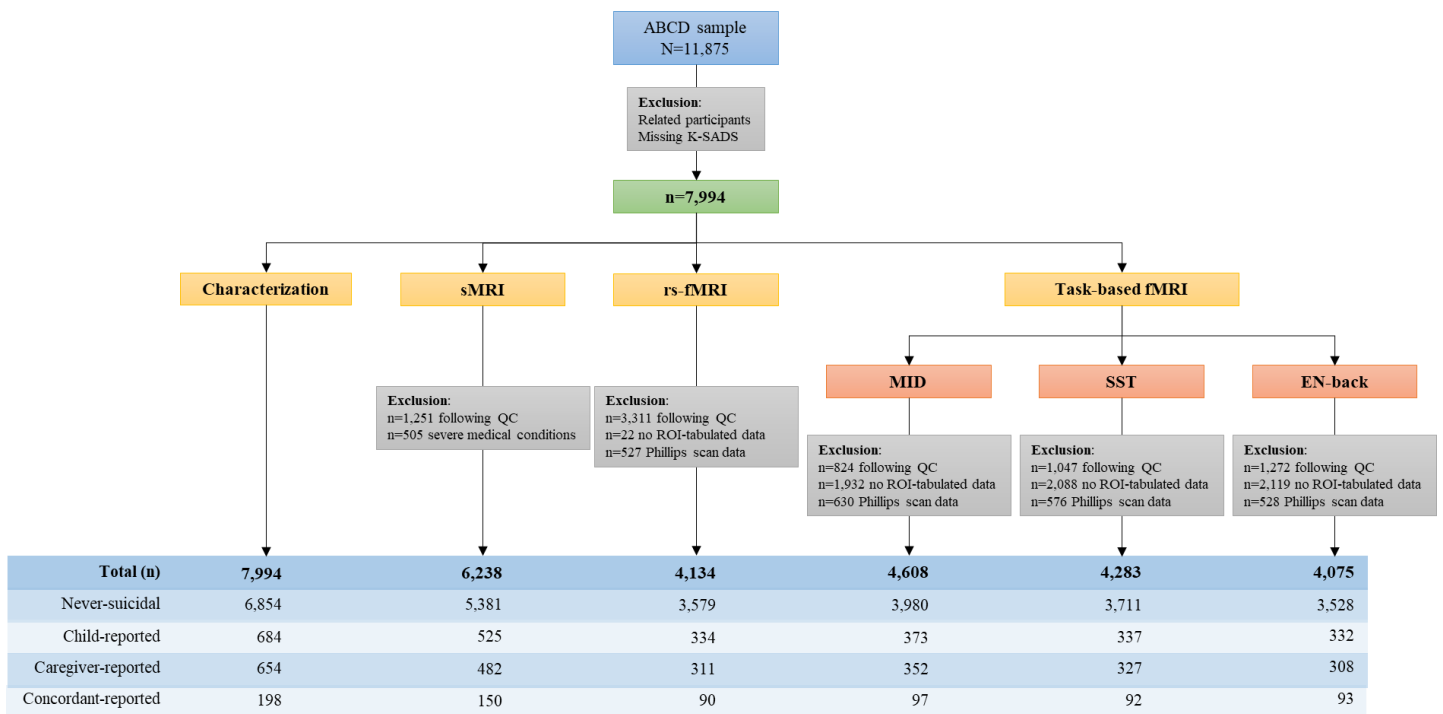 ABCD sample
N=11,875
Exclusion:
Related participants
Missing K-SADS
n=7,994
Characterization
sMRI
rs-fMRI
Task-based fMRI
MID
SST
EN-back
Exclusion:
n=1,251 following QC
n=505 severe medical conditions
Exclusion:
n=3,311 following QC
n=22 no ROI-tabulated data
n=527 Phillips scan data
Exclusion:
n=824 following QC
n=1,932 no ROI-tabulated data
n=630 Phillips scan data
Exclusion:
n=1,047 following QC
n=2,088 no ROI-tabulated data
n=576 Phillips scan data
Exclusion:
n=1,272 following QC
n=2,119 no ROI-tabulated data
n=528 Phillips scan data
Total (n) 7,994 6,238 4,134 4,608 4,283 4,075
Never-suicidal 6,854 5,381 3,579 3,980 3,711 3,528
Child-reported 684 525 334 373 337 332
Caregiver-reported 654 482 311 352 327 308
Concordant-reported 198 150 90 97 92 93